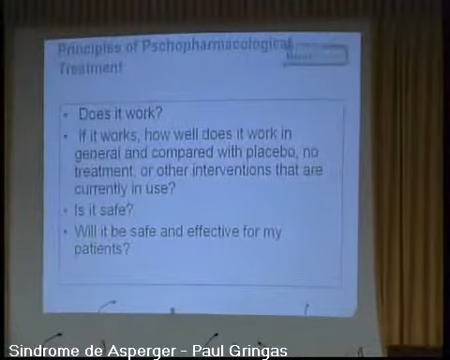 Principles of Pschopharmacological
Treatment
• Does it work?
• If it works, how well does it work in
general and compared with placebo, no
treatment, or other interventions that are
currently in use?
• Is it safe?
• Will it be safe and effective for my
patients?
Sindrome de Asperger - Paul Gringas